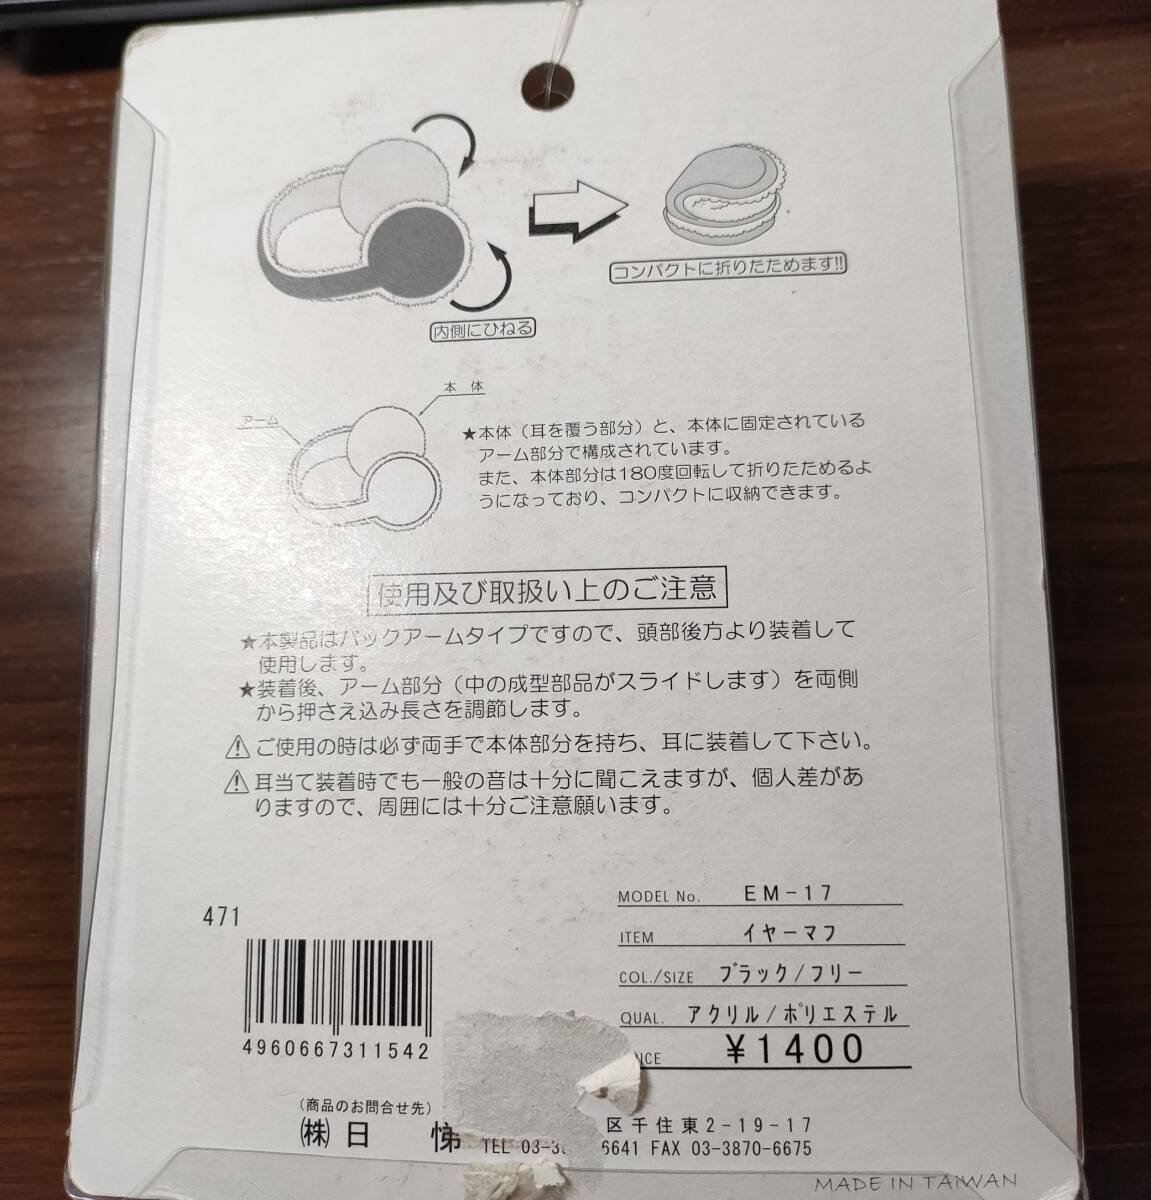 コンパクトに折りたためます!!
内側にひねる
本 体
アーム
★本体（耳を覆う部分）と、本体に固定されている
アーム部分で構成されています。
また、本体部分は180度回転して折りたためるよ
うになっており、コンパクトに収納できます。
使用及び取扱い上のご注意
★本製品はバックアームタイプですので、頭部後方より装着して
使用します。
★装着後、アーム部分（中の成型部品がスライドします）を両側
から押さえ込み長さを調節します。
⚠ご使用の時は必ず両手で本体部分を持ち、耳に装着して下さい。
⚠耳当て装着時でも一般の音は十分に聞こえますが、個人差があ
りますので、周囲には十分ご注意願います。
471
4960667311542
MODEL No. EM-17
ITEM イヤーマフ
COL./SIZE ブラック/フリー
QUAL. アクリル/ポリエステル
¥1400
（商品のお問合せ先）
㈱日 悌
区千住東2-19-17
TEL 03-3 6641 FAX 03-3870-6675
MADE IN TAIWAN